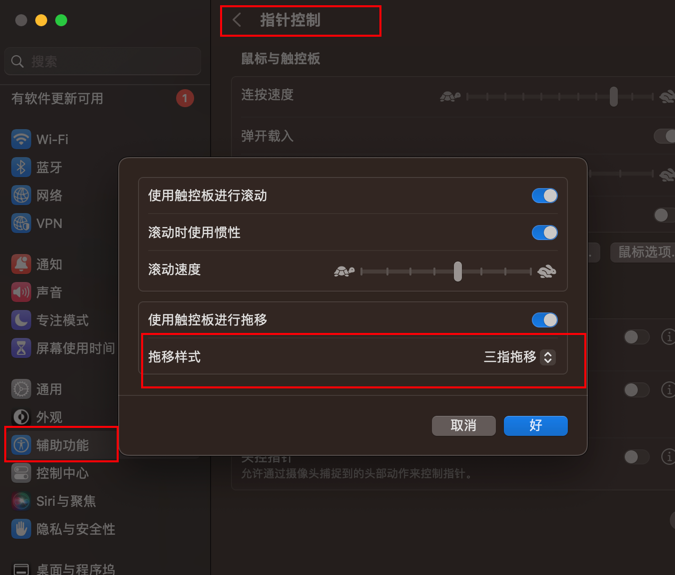 指针控制
搜索
有软件更新可用
1
Wi-Fi
蓝牙
网络
VPN
通知
声音
专注模式
屏幕使用时间
通用
外观
辅助功能
控制中心
Siri与聚焦
隐私与安全性
桌面与程序坞
鼠标与触控板
连按速度
弹开载入
鼠标选项...
使用触控板进行滚动
滚动时使用惯性
滚动速度
使用触控板进行拖移
拖移样式
三指拖移
取消
好
头控指针
允许通过摄像头捕捉到的头部动作来控制指针。